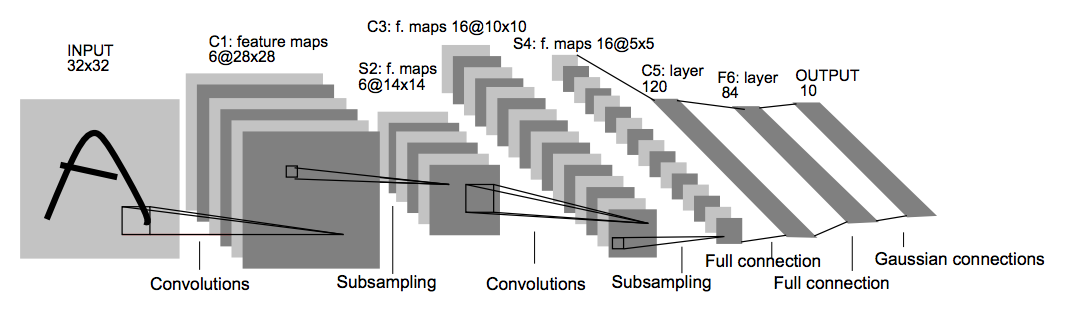 INPUT
32x32
C1: feature maps
6@28x28
S2: f. maps
6@14x14
C3: f. maps 16@10x10
S4: f. maps 16@5x5
C5: layer
120
F6: layer
84
OUTPUT
10
Convolutions
Subsampling
Convolutions
Subsampling
Full connection
Full connection
Gaussian connections